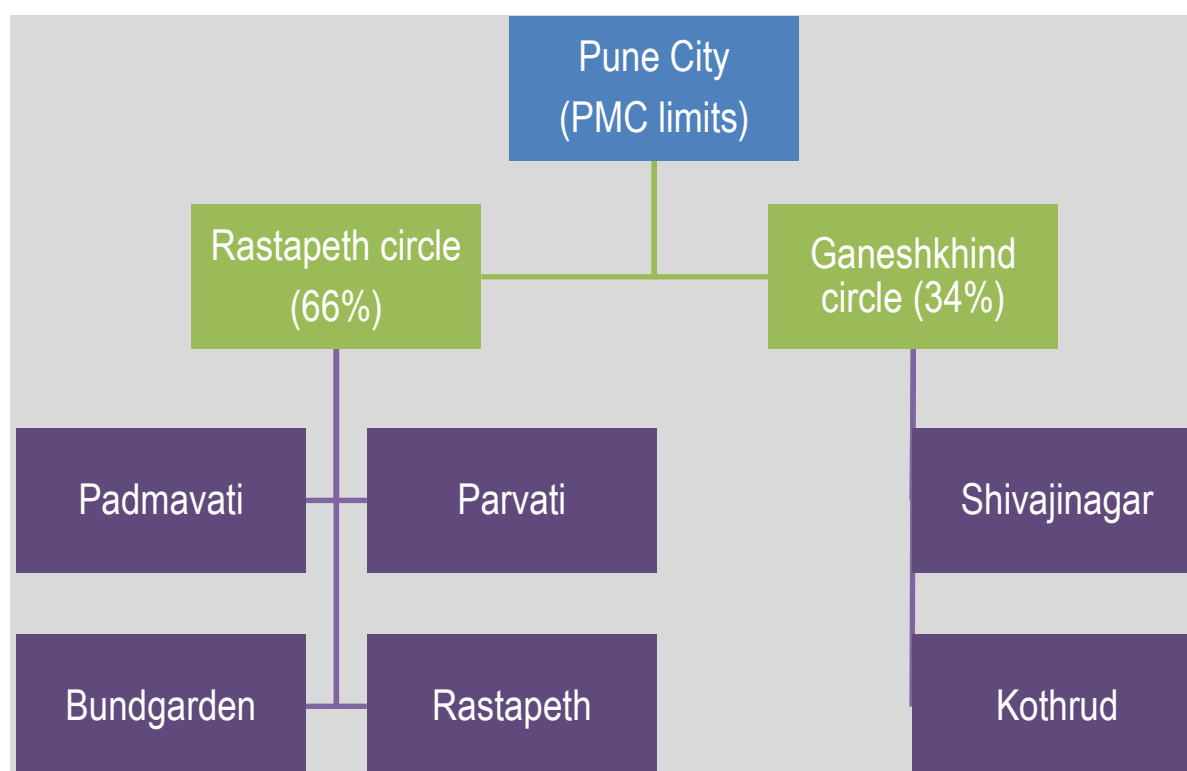 Pune City
(PMC limits)
Rastapeth circle
(66%)
Ganeshkhind
circle (34%)
Padmavati
Parvati
Shivajinagar
Bundgarden
Rastapeth
Kothrud